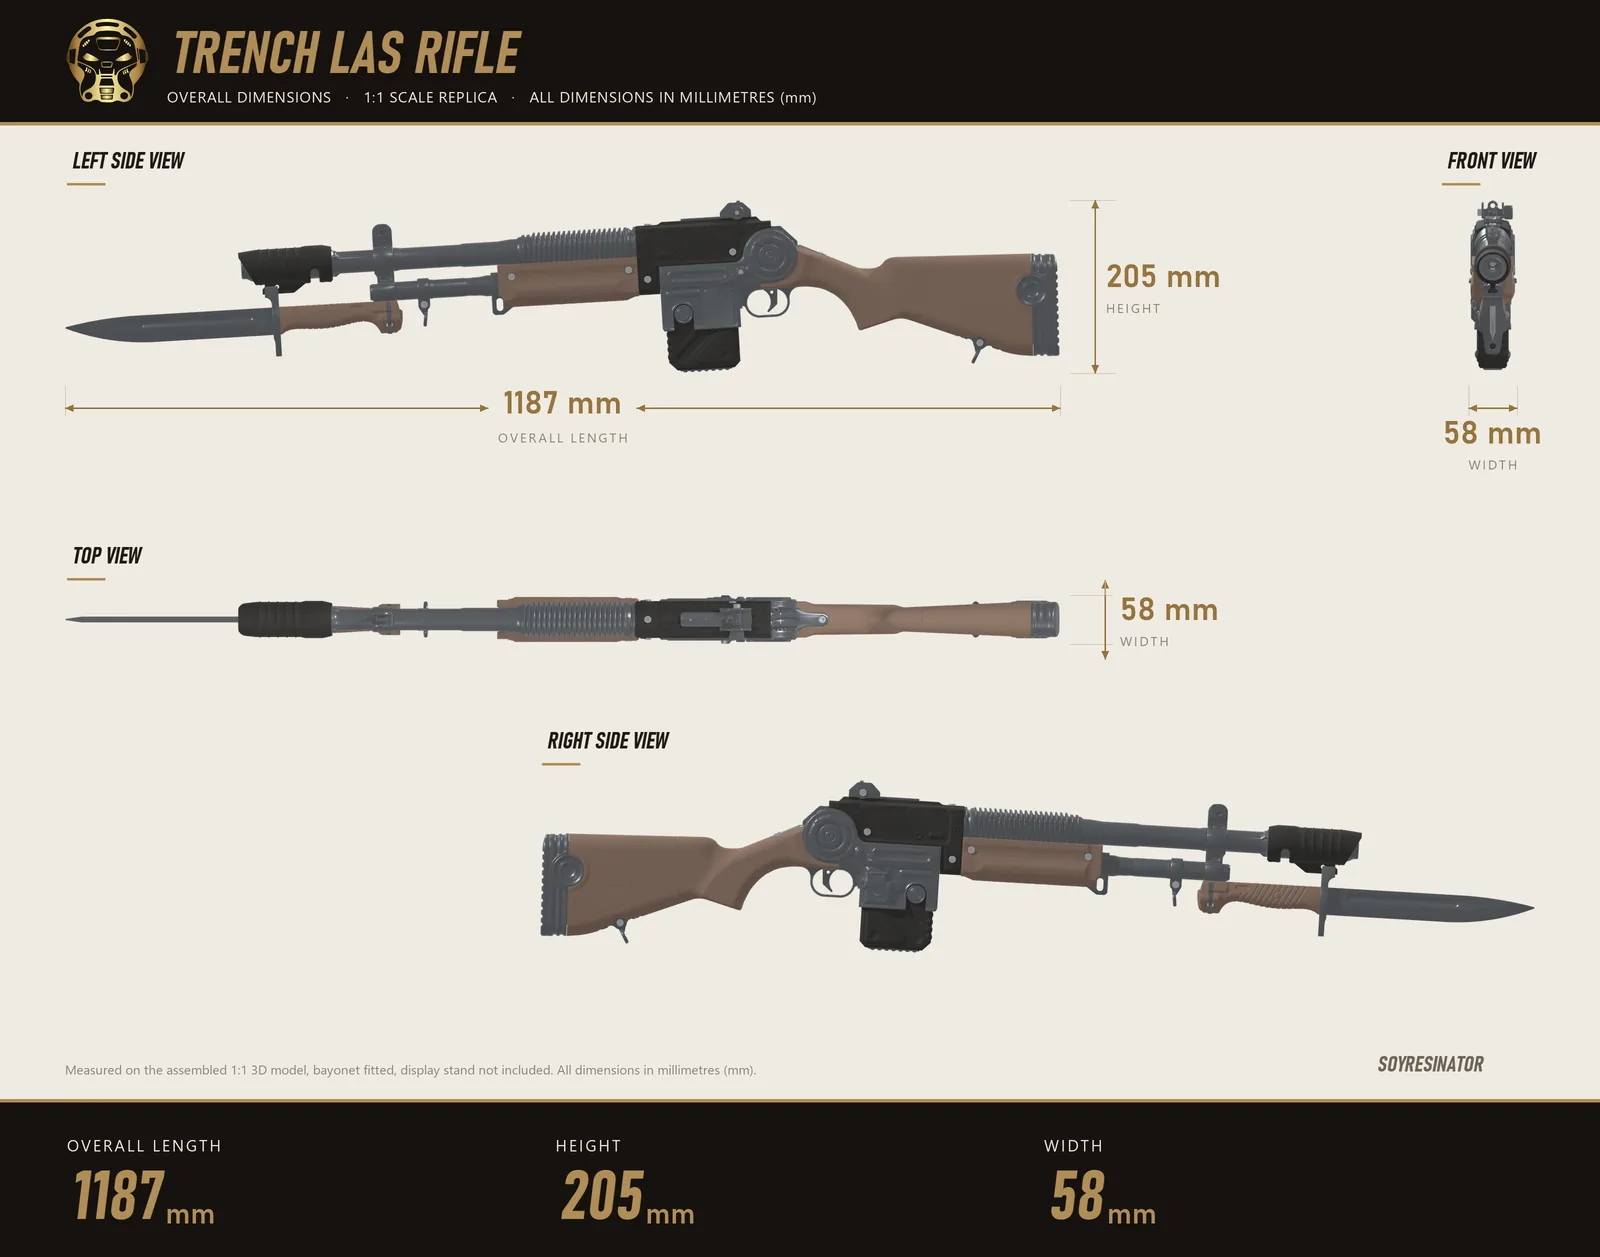 TRENCH LAS RIFLE
OVERALL DIMENSIONS · 1:1 SCALE REPLICA · ALL DIMENSIONS IN MILLIMETRES (mm)
LEFT SIDE VIEW
FRONT VIEW
205 mm
HEIGHT
1187 mm
OVERALL LENGTH
58 mm
WIDTH
TOP VIEW
58 mm
WIDTH
RIGHT SIDE VIEW
SOYRESINATOR
Measured on the assembled 1:1 3D model, bayonet fitted, display stand not included. All dimensions in millimetres (mm).
OVERALL LENGTH
1187 mm
HEIGHT
205 mm
WIDTH
58 mm